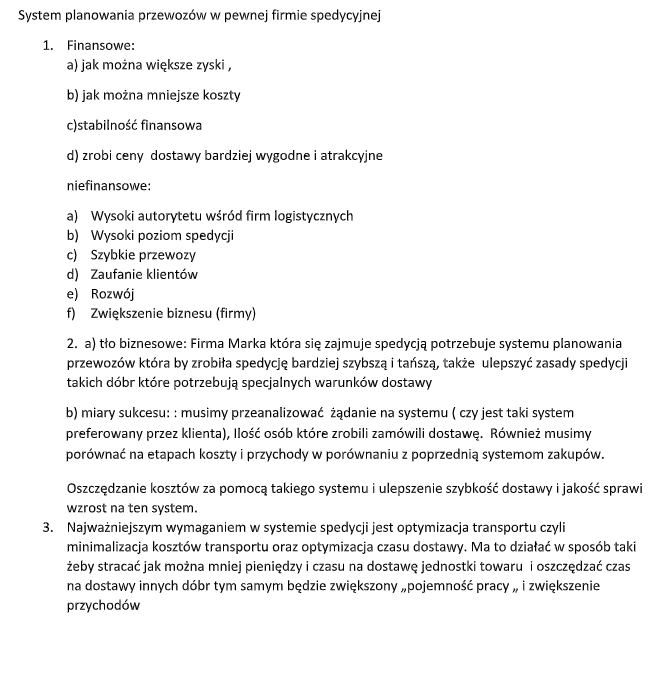 System planowania przewozów w pewnej firmie spedycyjnej
1. Finansowe:
a) jak można większe zyski ,
b) jak można mniejsze koszty
c)stabilność finansowa
d) zrobi ceny  dostawy bardziej wygodne i atrakcyjne
niefinansowe:
a) Wysoki autorytetu wśród firm logistycznych
b) Wysoki poziom spedycji
c) Szybkie przewozy
d) Zaufanie klientów
e) Rozwój
f) Zwiększenie biznesu (firmy)
2. a) tło biznesowe: Firma Marka która się zajmuje spedycją potrzebuje systemu planowania
przewozów która by zrobiła spedycję bardziej szybszą i tańszą, także  ulepszyć zasady spedycji
takich dóbr które potrzebują specjalnych warunków dostawy
b) miary sukcesu: : musimy przeanalizować  żądanie na systemu ( czy jest taki system
preferowany przez klienta), Ilość osób które zrobili zamówili dostawę.  Również musimy
porównać na etapach koszty i przychody w porównaniu z poprzednią systemom zakupów.
Oszczędzanie kosztów za pomocą takiego systemu i ulepszenie szybkość dostawy i jakość sprawi
wzrost na ten system.
3. Najważniejszym wymaganiem w systemie spedycji jest optymizacja transportu czyli
minimalizacja kosztów transportu oraz optymizacja czasu dostawy. Ma to działać w sposób taki
żeby stracać jak można mniej pieniędzy i czasu na dostawę jednostki towaru  i oszczędzać czas
na dostawy innych dóbr tym samym będzie zwiększony „pojemność pracy „ i zwiększenie
przychodów